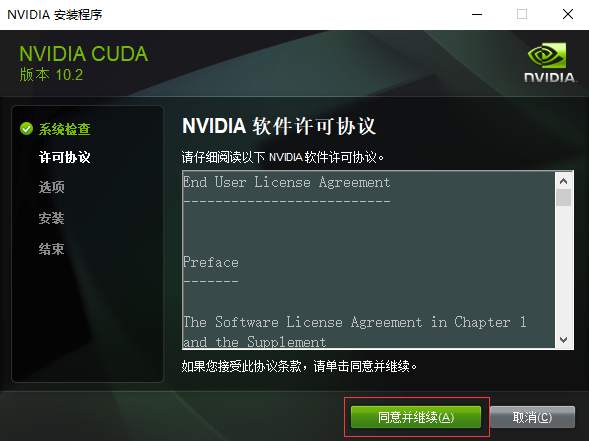 NVIDIA 安装程序
NVIDIA CUDA
版本 10.2
NVIDIA.
系统检查
许可协议
选项
安装
结束
NVIDIA 软件许可协议
请仔细阅读以下 NVIDIA 软件许可协议。
End User License Agreement
--------------------------
Preface
-------
The Software License Agreement in Chapter 1
and the Supplement
如果您接受此协议条款，请单击同意并继续。
同意并继续(A)
取消(C)